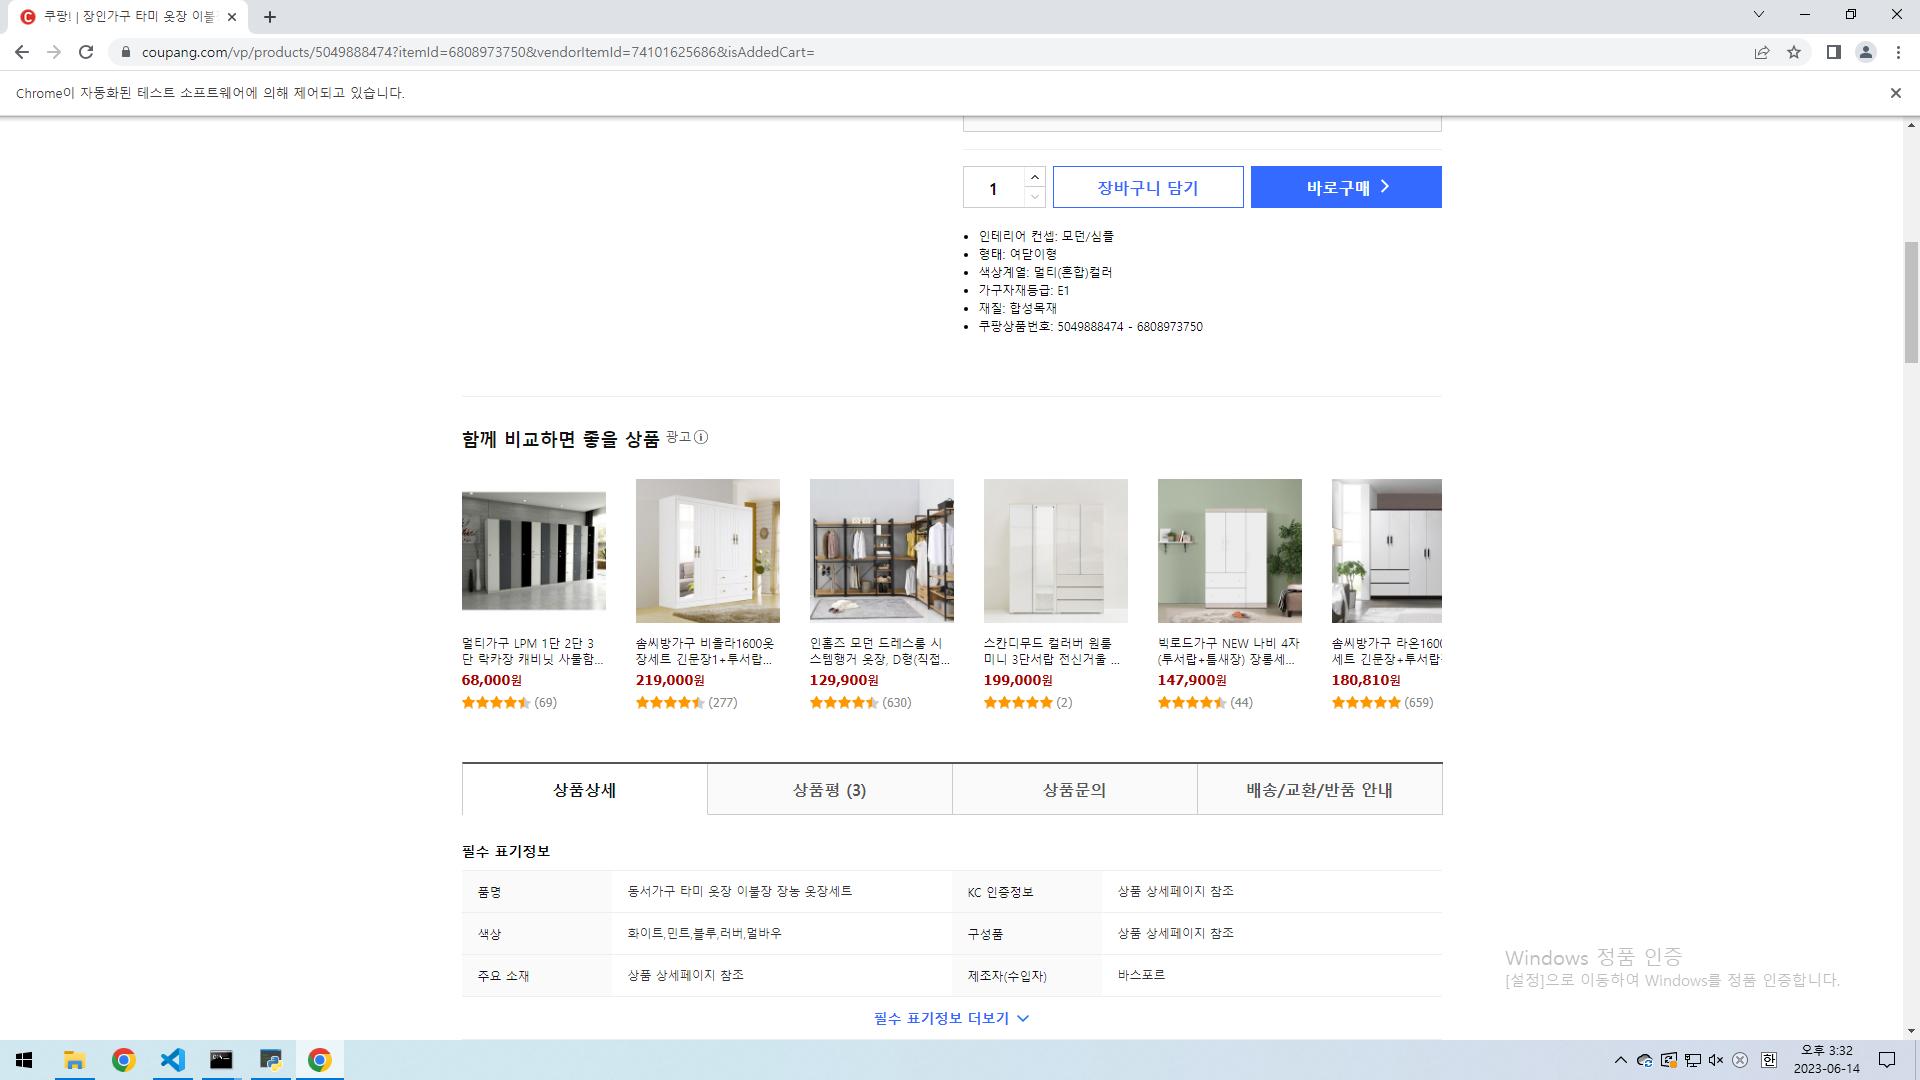 쿠팡! | 장인가구 타미 옷장 이불
coupang.com/vp/products/5049888474?itemId=6808973750&vendorItemId=74101625686&isAddedCart=
Chrome이 자동화된 테스트 소프트웨어에 의해 제어되고 있습니다.
1
장바구니 담기
바로구매
인테리어 컨셉: 모던/심플
형태: 여닫이형
색상계열: 멀티(혼합)컬러
가구자재등급: E1
재질: 합성목재
쿠팡상품번호: 5049888474 - 6808973750
함께 비교하면 좋을 상품 광고
멀티가구 LPM 1단 2단 3
단 락카장 캐비닛 사물함...
68,000원
(69)
솜씨방가구 비올라1600옷
장세트 긴문장1+투서랍...
219,000원
(277)
인홈즈 모던 드레스룸 시
스템행거 옷장, D형(직접...
129,900원
(630)
스칸디무드 컬러버 원룸
미니 3단서랍 전신거울 ...
199,000원
(2)
빅로드가구 NEW 나비 4자
(투서랍+틈새장) 장롱세...
147,900원
(44)
솜씨방가구 라온1600
세트 긴문장+투서랍
180,810원
(659)
상품상세
상품평 (3)
상품문의
배송/교환/반품 안내
필수 표기정보
품명 동서가구 타미 옷장 이불장 장농 옷장세트 KC 인증정보 상품 상세페이지 참조
색상 화이트,민트,블루,러버,멀바우 구성품 상품 상세페이지 참조
주요 소재 상품 상세페이지 참조 제조자(수입자) 바스포르
필수 표기정보 더보기
Windows 정품 인증
[설정]으로 이동하여 Windows를 정품 인증합니다.
한
오후 3:32
2023-06-14